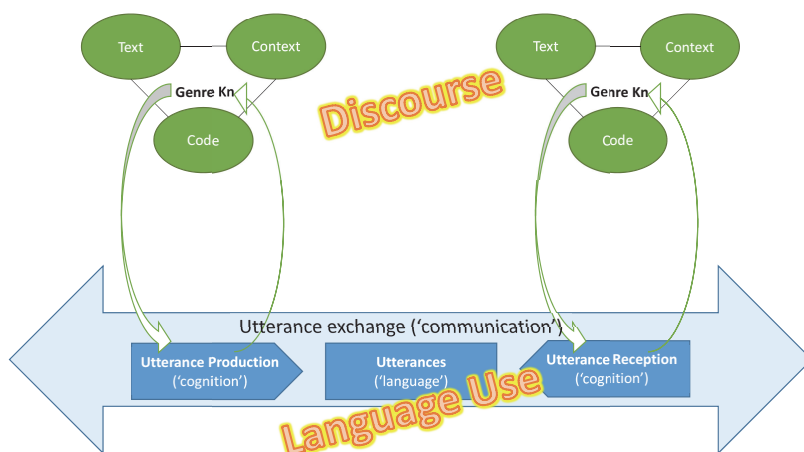 Text
Context
Text
Context
Genre Kn
Discourse
Genre Kn
Code
Code
Utterance exchange (‘communication’)
Utterance Production
(‘cognition’)
Utterances
(‘language’)
Utterance Reception
(‘cognition’)
Language Use